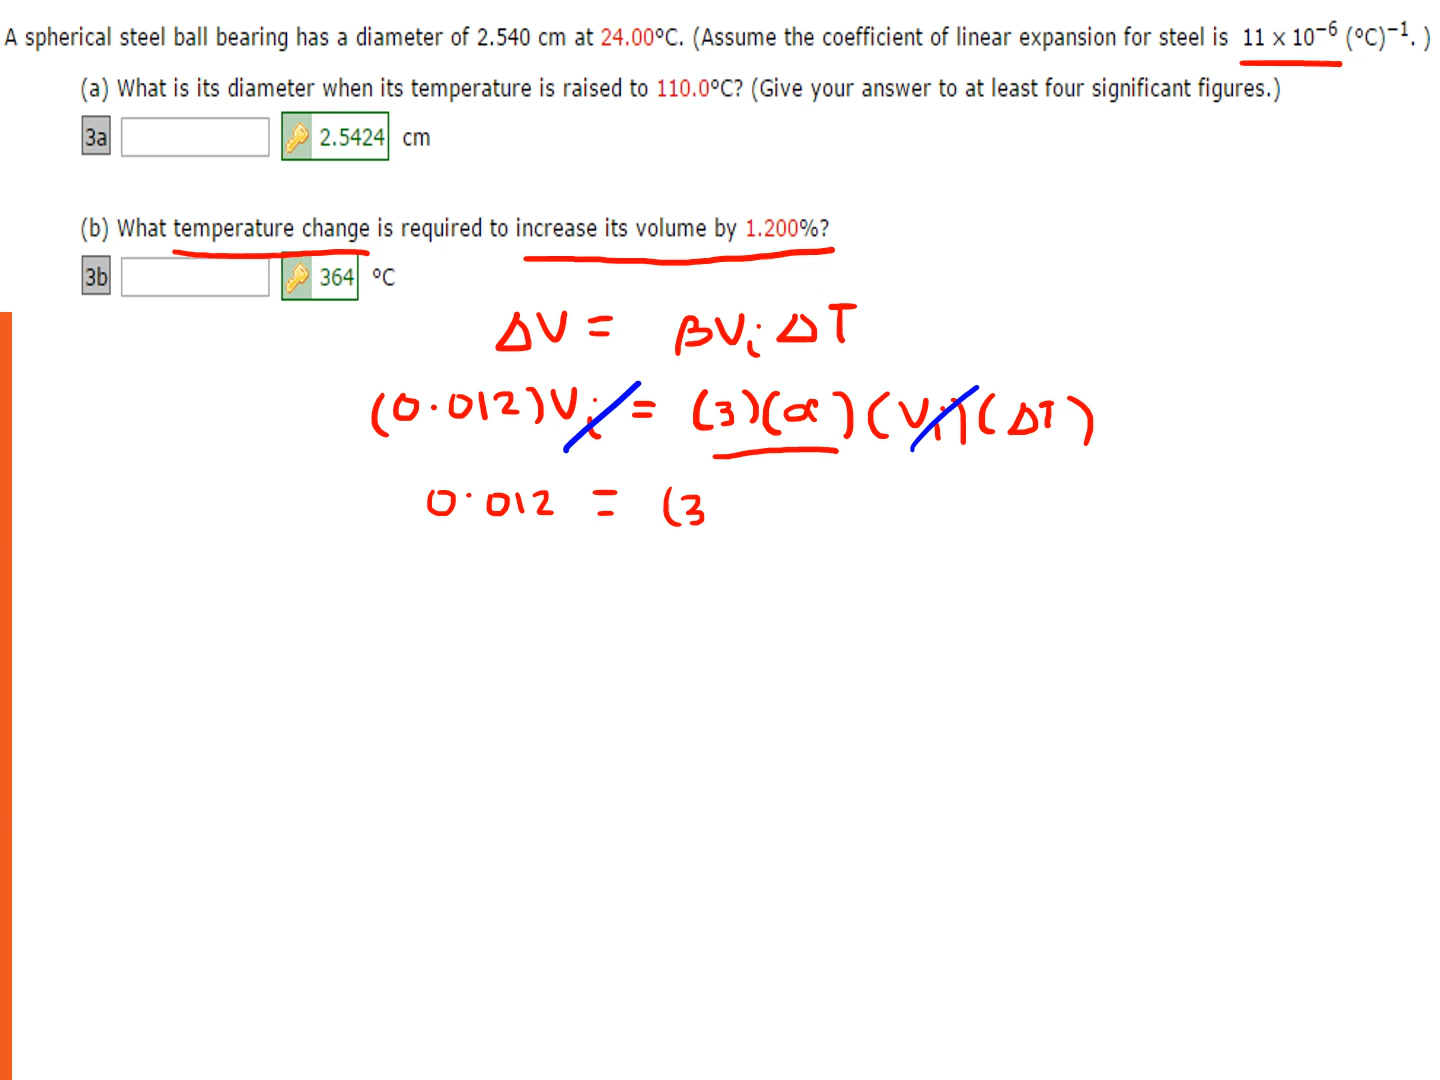 A spherical steel ball bearing has a diameter of 2.540 cm at 24.00°C. (Assume the coefficient of linear expansion for steel is 11 × 10⁻⁶ (°C)⁻¹. )
(a) What is its diameter when its temperature is raised to 110.0°C? (Give your answer to at least four significant figures.)
3a 2.5424 cm
(b) What temperature change is required to increase its volume by 1.200%?
3b 364 °C
ΔV = βVᵢ ΔT
(0.012)Vᵢ = (3)(α)(Vᵢ)(ΔT)
0.012 = (3